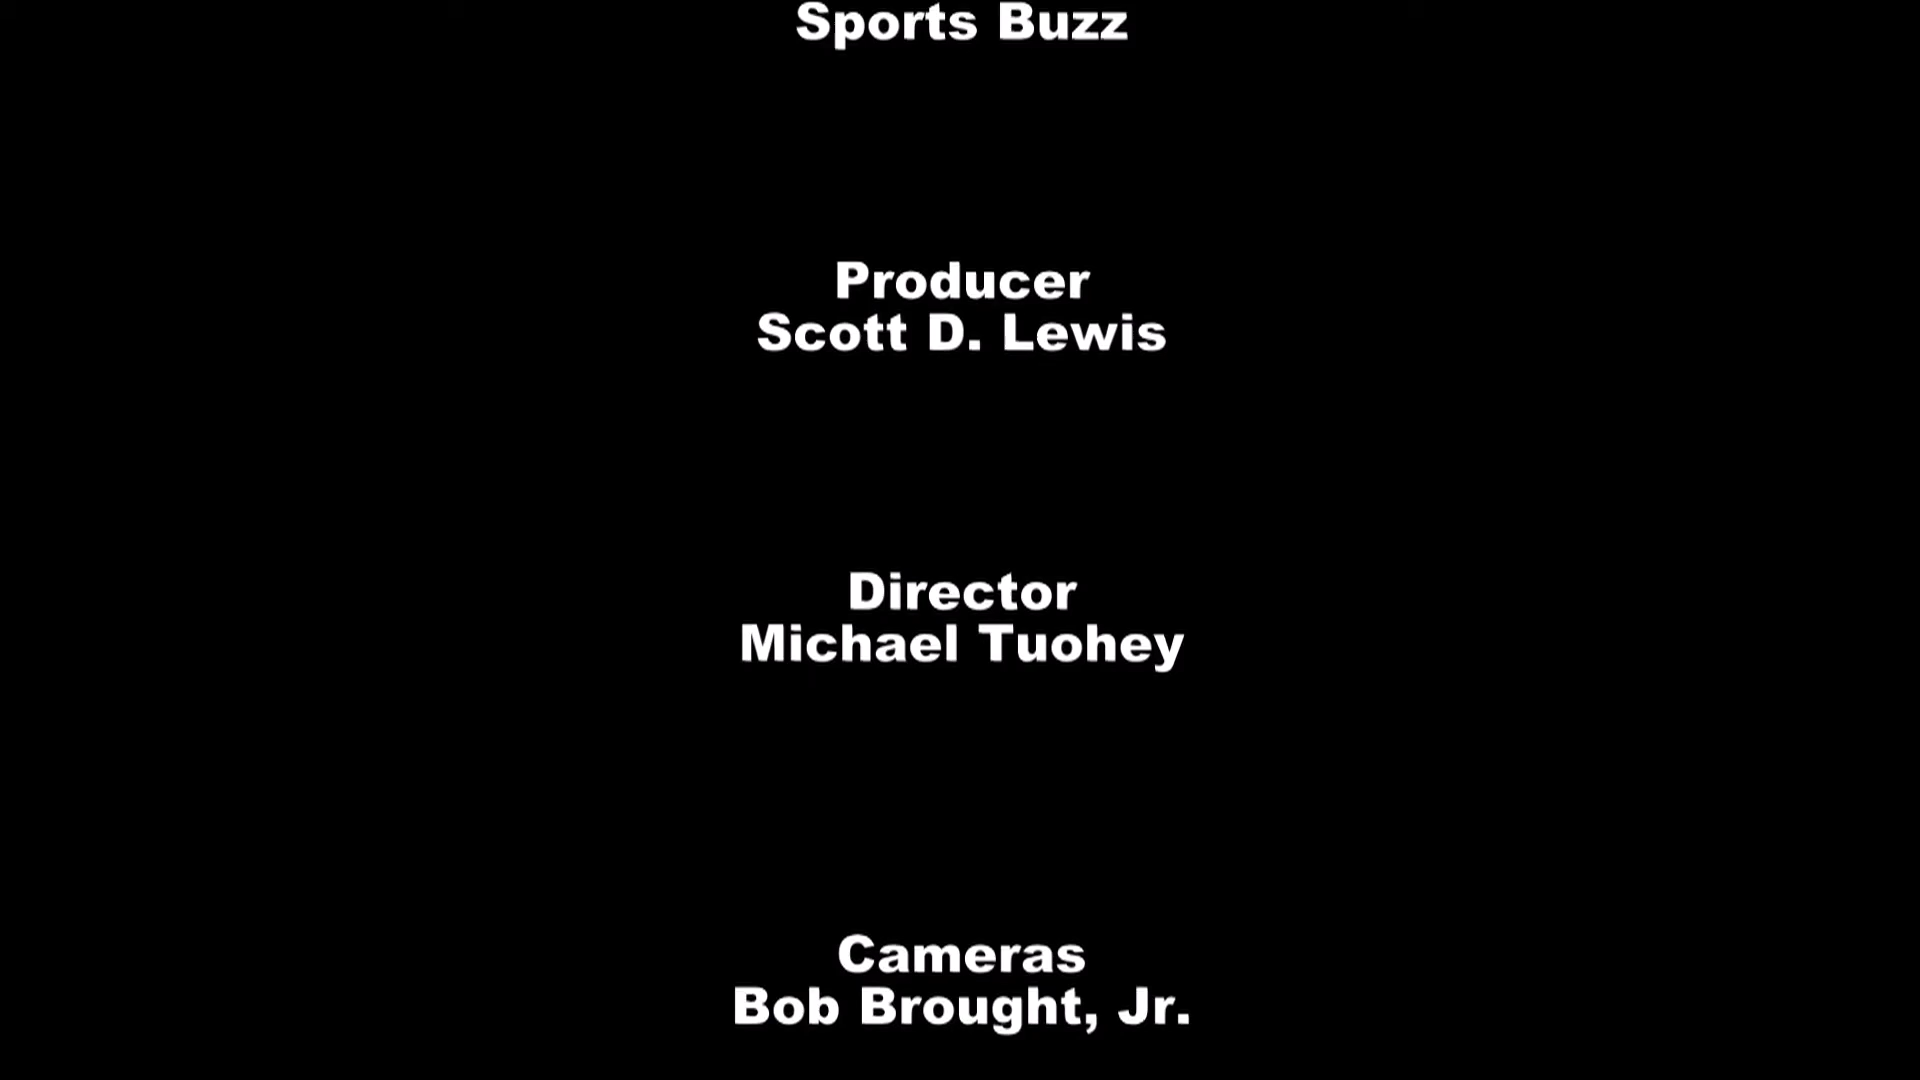 Sports Buzz
Producer
Scott D. Lewis
Director
Michael Tuohey
Cameras
Bob Brought, Jr.